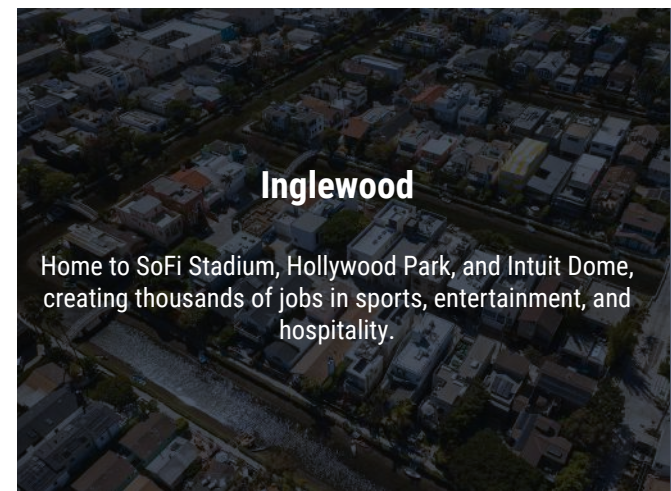 Inglewood
Home to SoFi Stadium, Hollywood Park, and Intuit Dome,
creating thousands of jobs in sports, entertainment, and
hospitality.